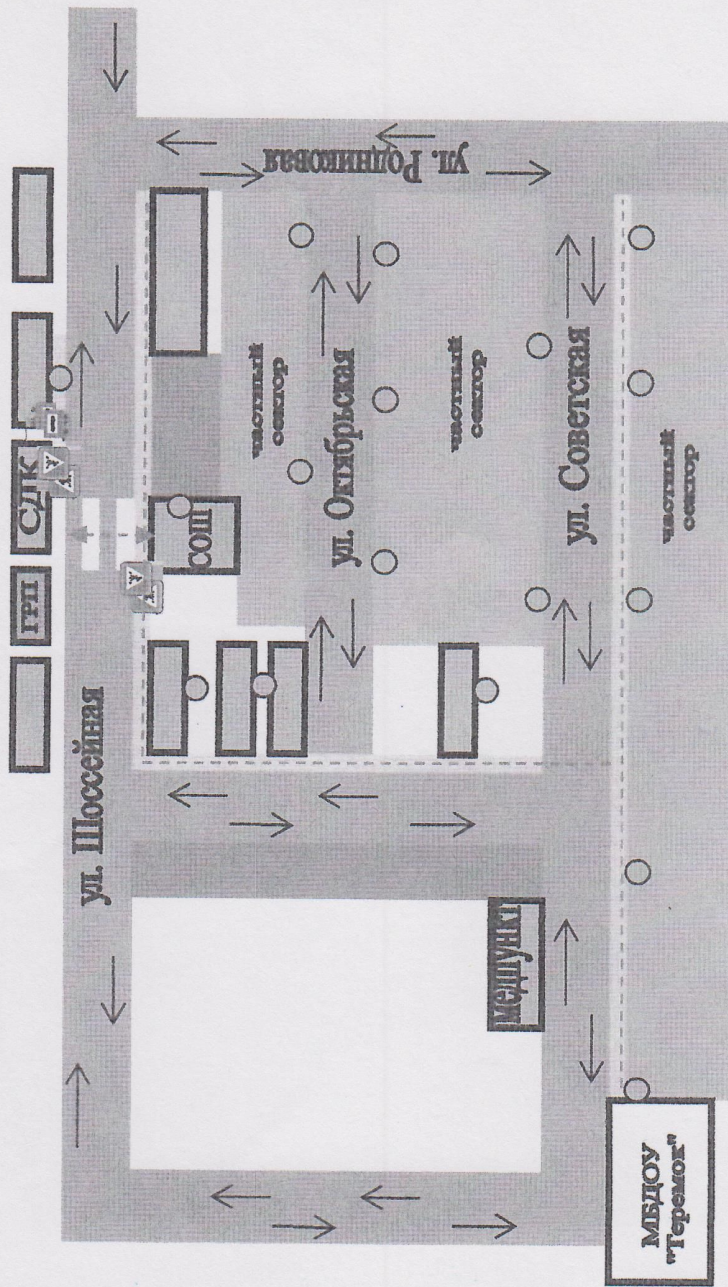 ГРП
СДК
ул. Шоссейная
СОШ
частный
сектор
ул. Октябрьская
частный
сектор
ул. Родниковая
ул. Советская
частный
сектор
медпункт
МБДОУ
"Теремок"